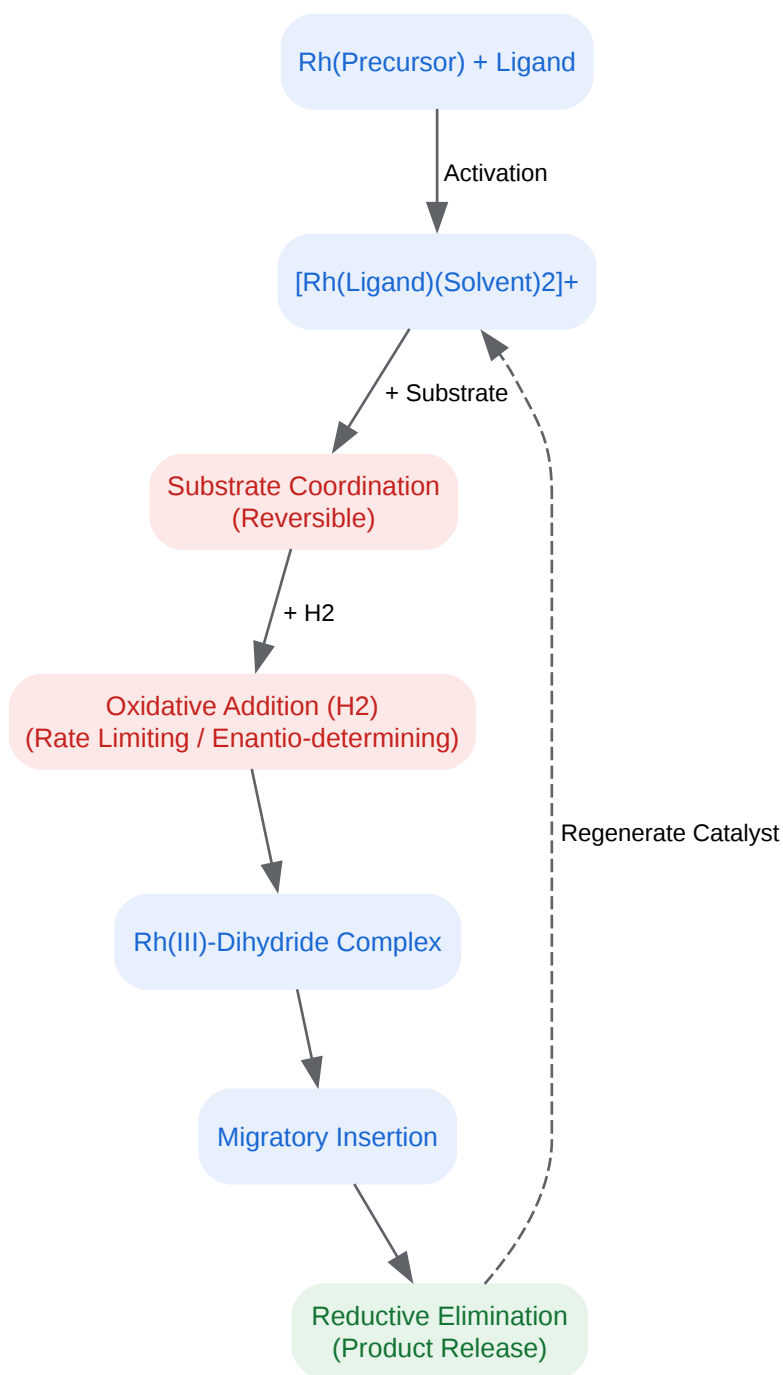 Rh(Precursor) + Ligand
Activation
[Rh(Ligand)(Solvent)2]+
+ Substrate
Substrate Coordination
(Reversible)
+ H2
Oxidative Addition (H2)
(Rate Limiting / Enantio-determining)
Regenerate Catalyst
Rh(III)-Dihydride Complex
Migratory Insertion
Reductive Elimination
(Product Release)